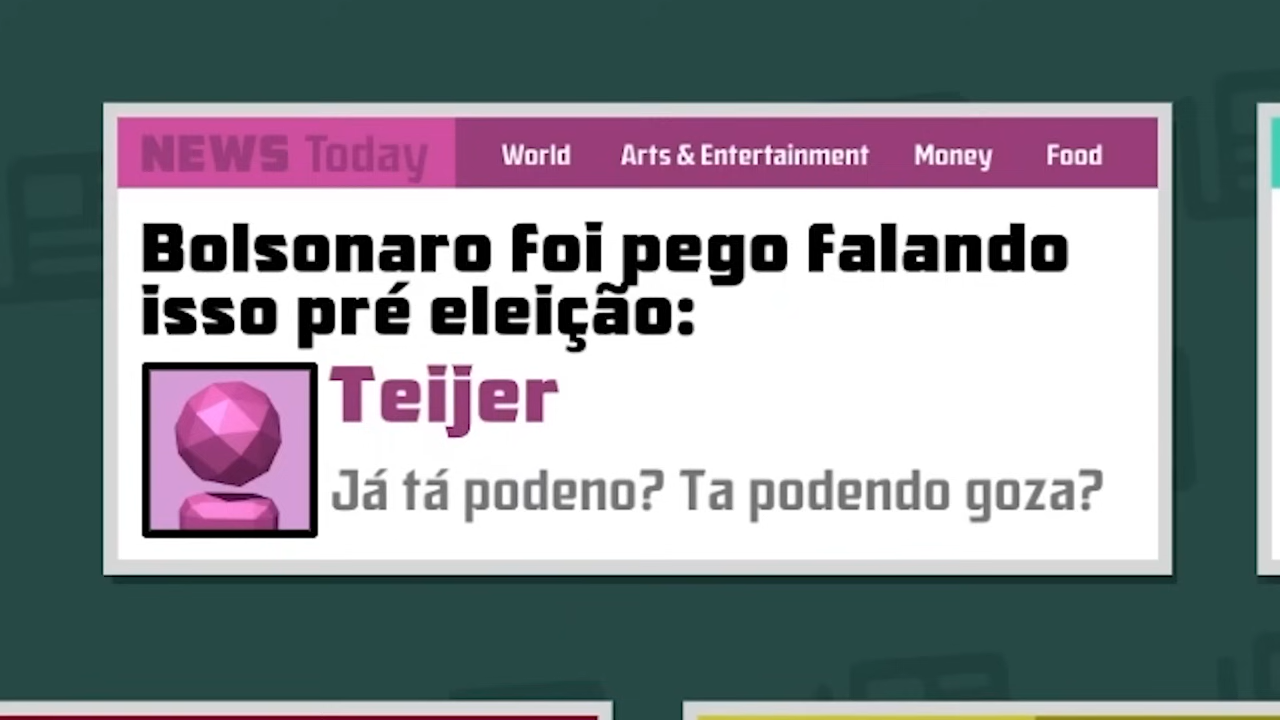 NEWS Today World Arts & Entertainment Money Food
Bolsonaro foi pego falando
isso pré eleição:
Teijer
Já tá podeno? Ta podendo goza?